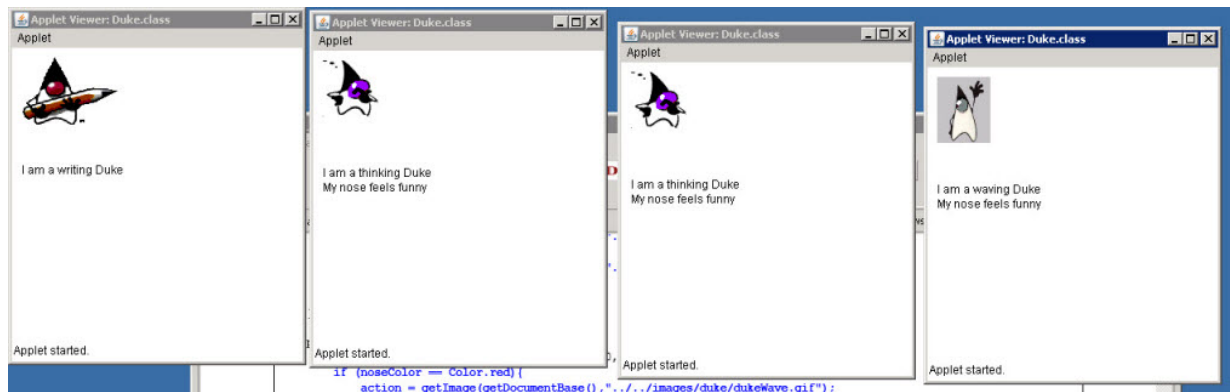 Applet Viewer: Duke.class
Applet
I am a writing Duke
Applet started.
Applet Viewer: Duke.class
Applet
I am a thinking Duke
My nose feels funny
Applet started.
Applet Viewer: Duke.class
Applet
I am a thinking Duke
My nose feels funny
Applet started.
Applet Viewer: Duke.class
Applet
I am a waving Duke
My nose feels funny
Applet started.
if (noseColor == Color.red){
action = getImage(getDocumentBase(),"../../images/duke/dukeWave.gif");